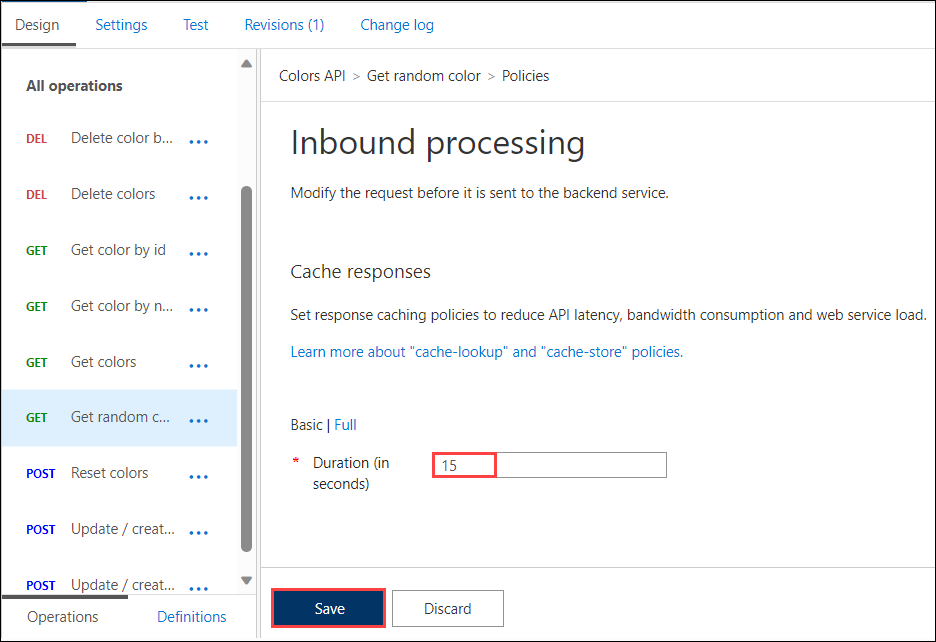 Design Settings Test Revisions (1) Change log
All operations
DEL Delete color b... ...
DEL Delete colors ...
GET Get color by id ...
GET Get color by n... ...
GET Get colors ...
GET Get random c... ...
POST Reset colors ...
POST Update / creat... ...
POST Update / creat... ...
Operations Definitions
Colors API > Get random color > Policies
Inbound processing
Modify the request before it is sent to the backend service.
Cache responses
Set response caching policies to reduce API latency, bandwidth consumption and web service load.
Learn more about "cache-lookup" and "cache-store" policies.
Basic | Full
* Duration (in
seconds)
15
Save Discard